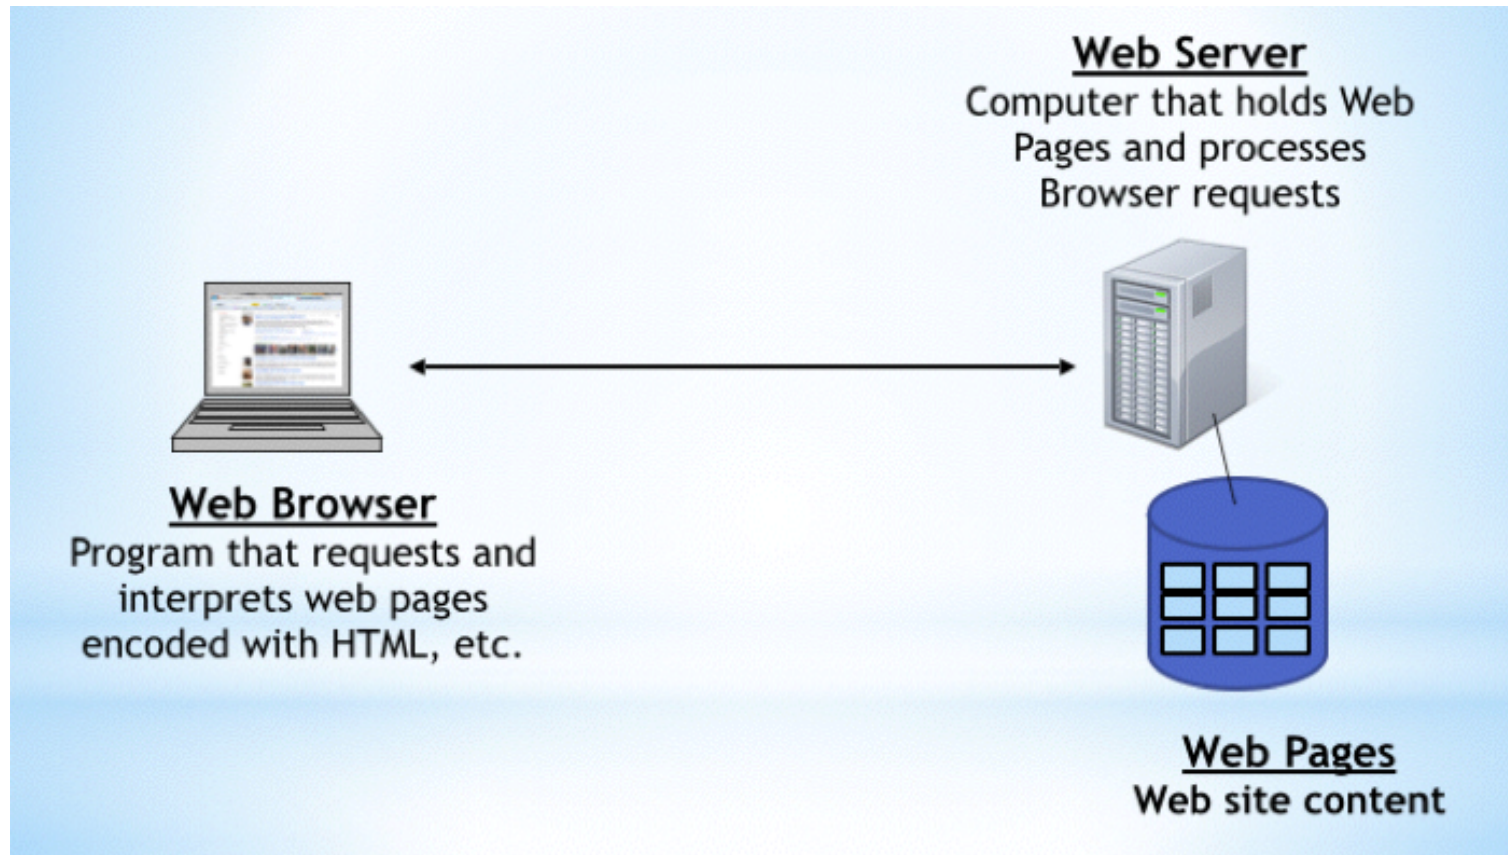 Web Server
Computer that holds Web
Pages and processes
Browser requests
Web Browser
Program that requests and
interprets web pages
encoded with HTML, etc.
Web Pages
Web site content